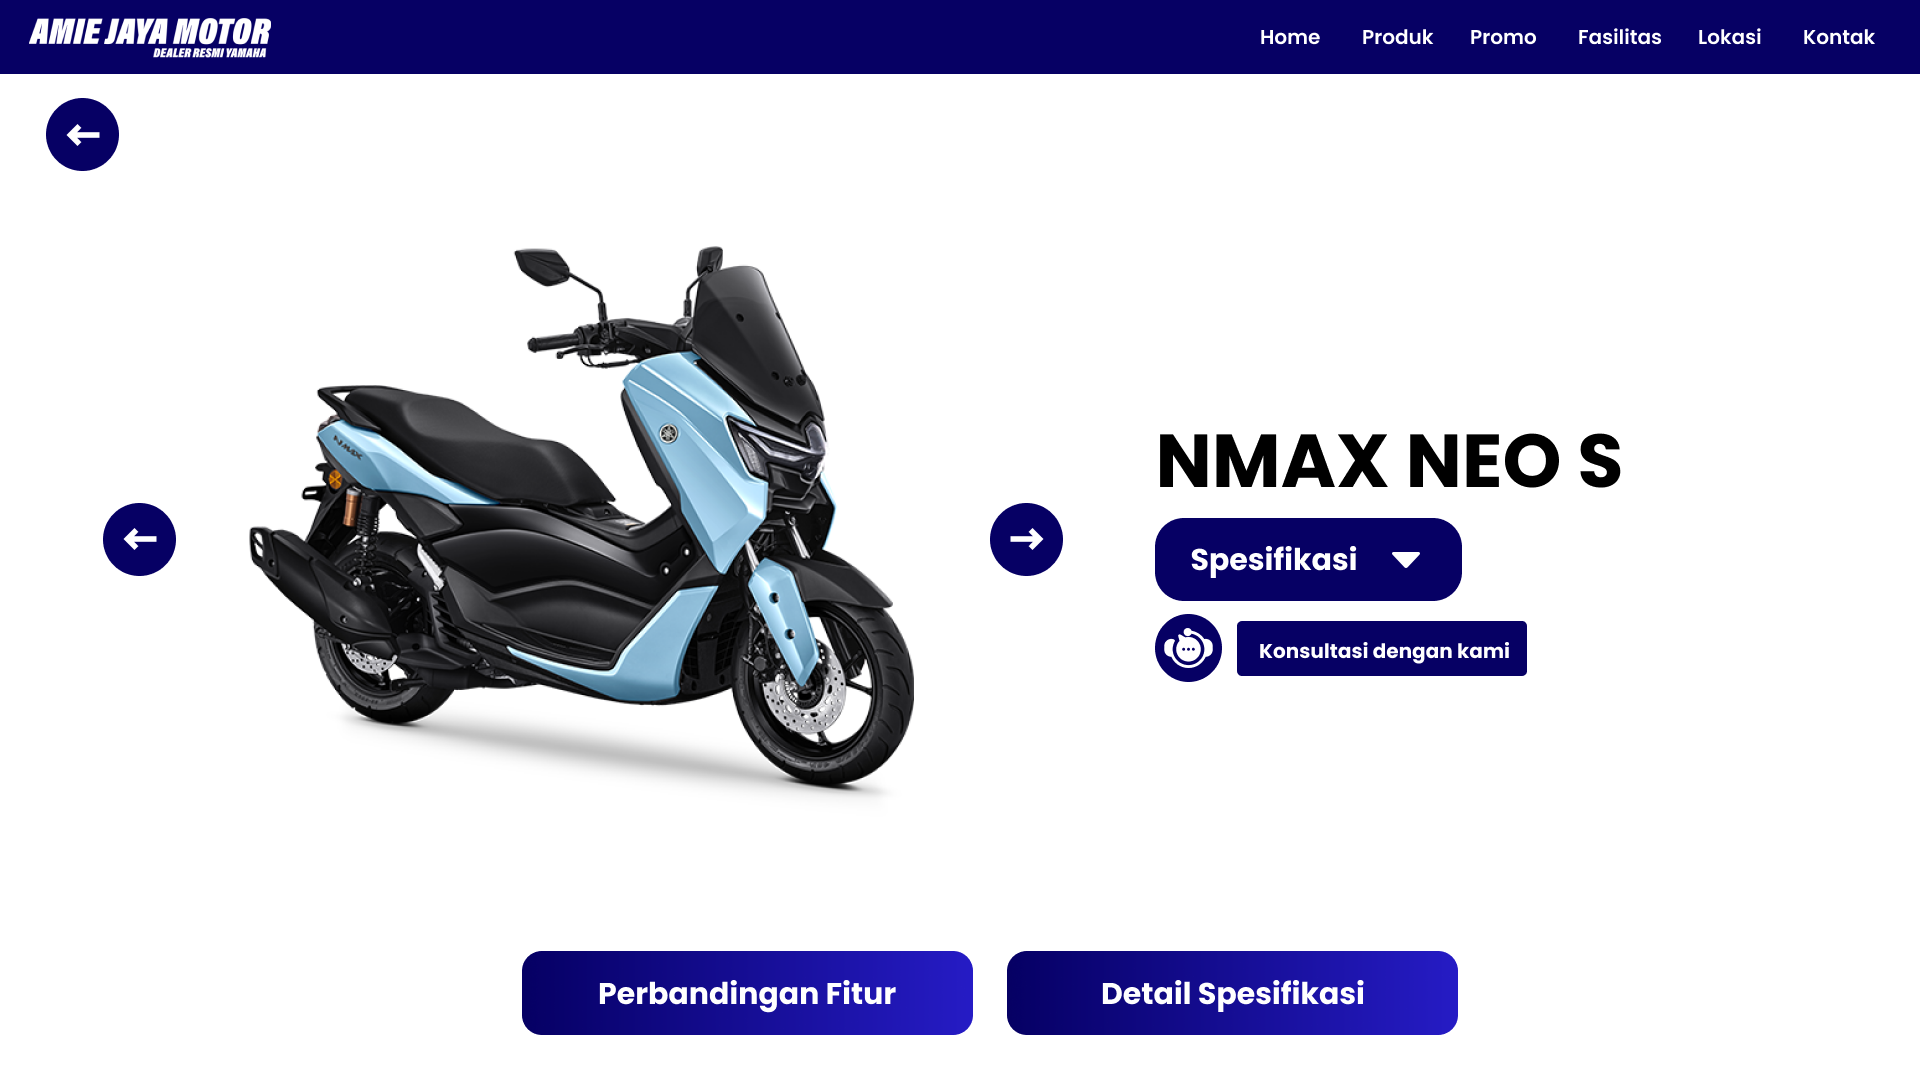 AMIE JAYA MOTOR
DEALER RESMI YAMAHA
Home Produk Promo Fasilitas Lokasi Kontak
NMAX
NMAX NEO S
Spesifikasi
Konsultasi dengan kami
Perbandingan Fitur
Detail Spesifikasi